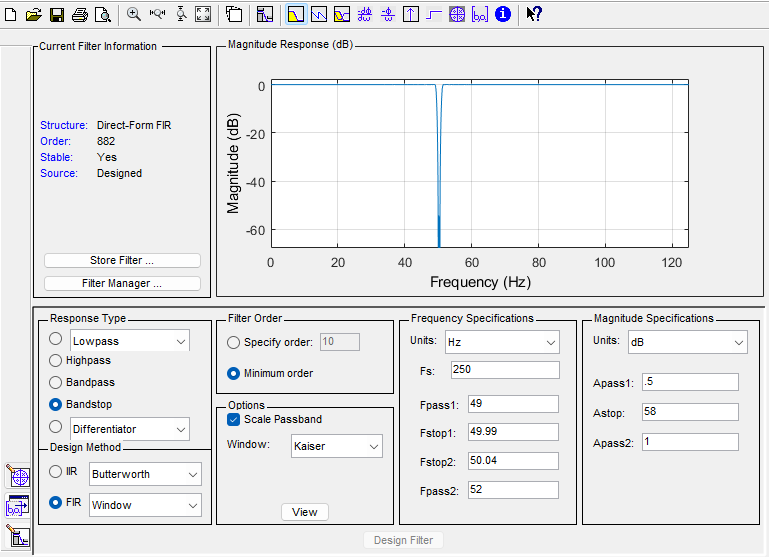 Current Filter Information
Structure: Direct-Form FIR
Order: 882
Stable: Yes
Source: Designed
Store Filter ...
Filter Manager ...
Magnitude Response (dB)
Magnitude (dB)
0
-20
-40
-60
0 20 40 60 80 100 120
Frequency (Hz)
Response Type
Lowpass
Highpass
Bandpass
Bandstop
Differentiator
Design Method
IIR Butterworth
FIR Window
Filter Order
Specify order: 10
Minimum order
Options
Scale Passband
Window: Kaiser
View
Frequency Specifications
Units: Hz
Fs: 250
Fpass1: 49
Fstop1: 49.99
Fstop2: 50.04
Fpass2: 52
Magnitude Specifications
Units: dB
Apass1: .5
Astop: 58
Apass2: 1
Design Filter